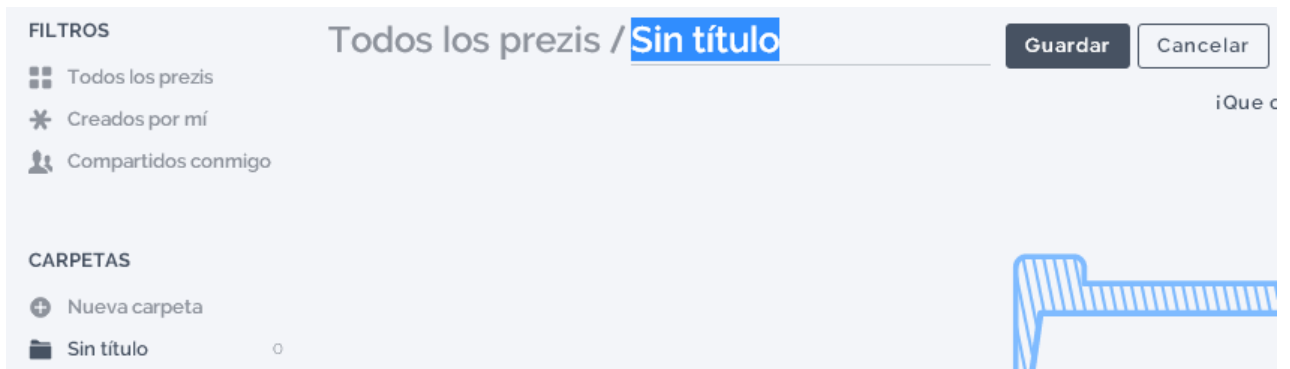 FILTROS
Todos los prezis
Creados por mí
Compartidos conmigo
CARPETAS
Nueva carpeta
Sin título 0
Todos los prezis / Sin título
Guardar
Cancelar
¡Que